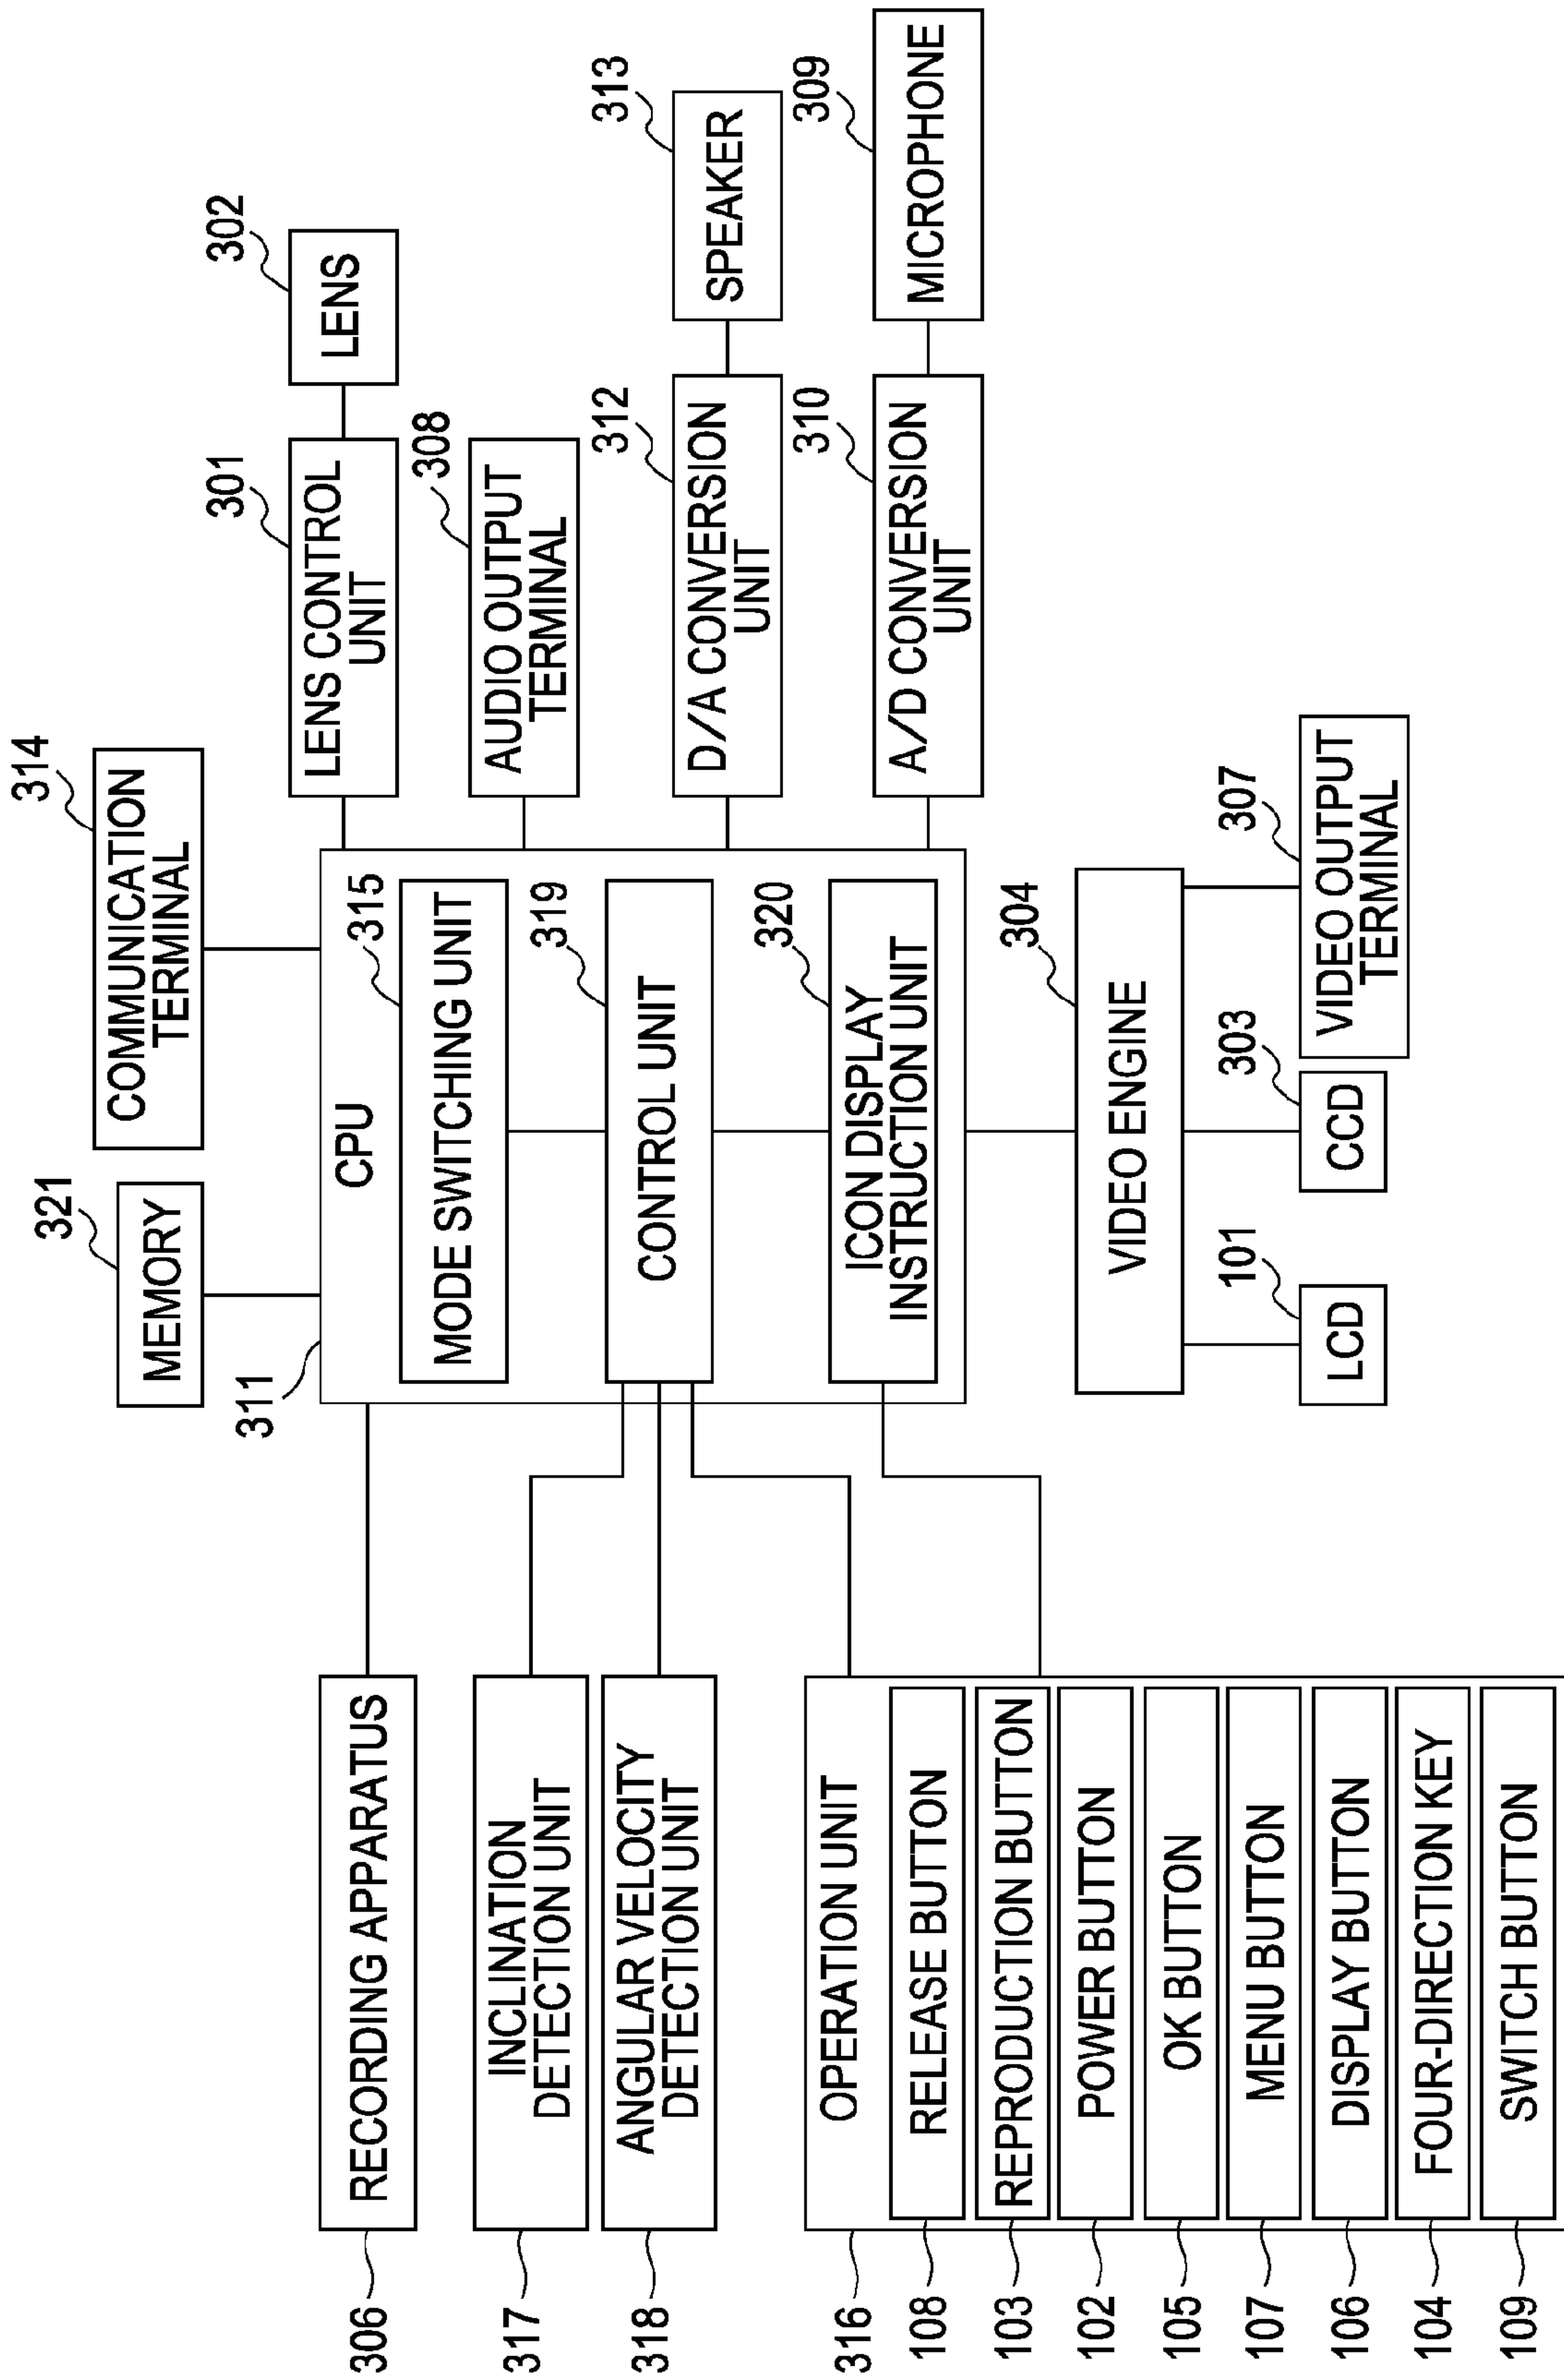 321
MEMORY
314
COMMUNICATION
TERMINAL
311
CPU
315
MODE SWITCHING UNIT
319
CONTROL UNIT
320
ICON DISPLAY
INSTRUCTION UNIT
301
LENS CONTROL
UNIT
302
LENS
308
AUDIO OUTPUT
TERMINAL
312
D/A CONVERSION
UNIT
313
SPEAKER
310
A/D CONVERSION
UNIT
309
MICROPHONE
304
VIDEO ENGINE
101
LCD
303
CCD
307
VIDEO OUTPUT
TERMINAL
306
RECORDING APPARATUS
317
INCLINATION
DETECTION UNIT
318
ANGULAR VELOCITY
DETECTION UNIT
316
OPERATION UNIT
108
RELEASE BUTTON
103
REPRODUCTION BUTTON
102
POWER BUTTON
105
OK BUTTON
107
MENU BUTTON
106
DISPLAY BUTTON
104
FOUR-DIRECTION KEY
109
SWITCH BUTTON